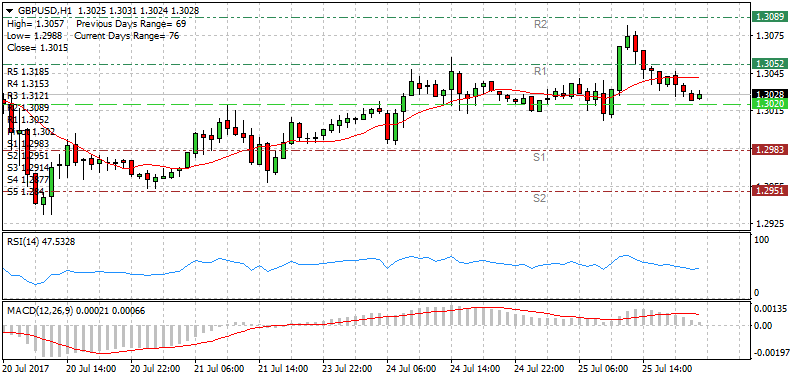 GBPUSD,H1 1.3025 1.3031 1.3024 1.3028
High= 1.3057 Previous Days Range= 69
Low= 1.2988 Current Days Range= 76
Close= 1.3015
R5 1.3185
R4 1.3153
R3 1.3121
R2 1.3089
R1 1.3052
1.302
S1 1.2983
S2 1.2951
S3 1.2914
S4 1.2877
S5
R2
R1
S1
S2
1.3089
1.3075
1.3052
1.3045
1.3028
1.3020
1.3015
1.2983
1.2951
1.2925
RSI(14) 47.5328
100
0
MACD(12,26,9) 0.00021 0.00066
0.00135
0.00
-0.00197
20 Jul 2017
20 Jul 14:00
20 Jul 22:00
21 Jul 06:00
21 Jul 14:00
23 Jul 22:00
24 Jul 06:00
24 Jul 14:00
24 Jul 22:00
25 Jul 06:00
25 Jul 14:00